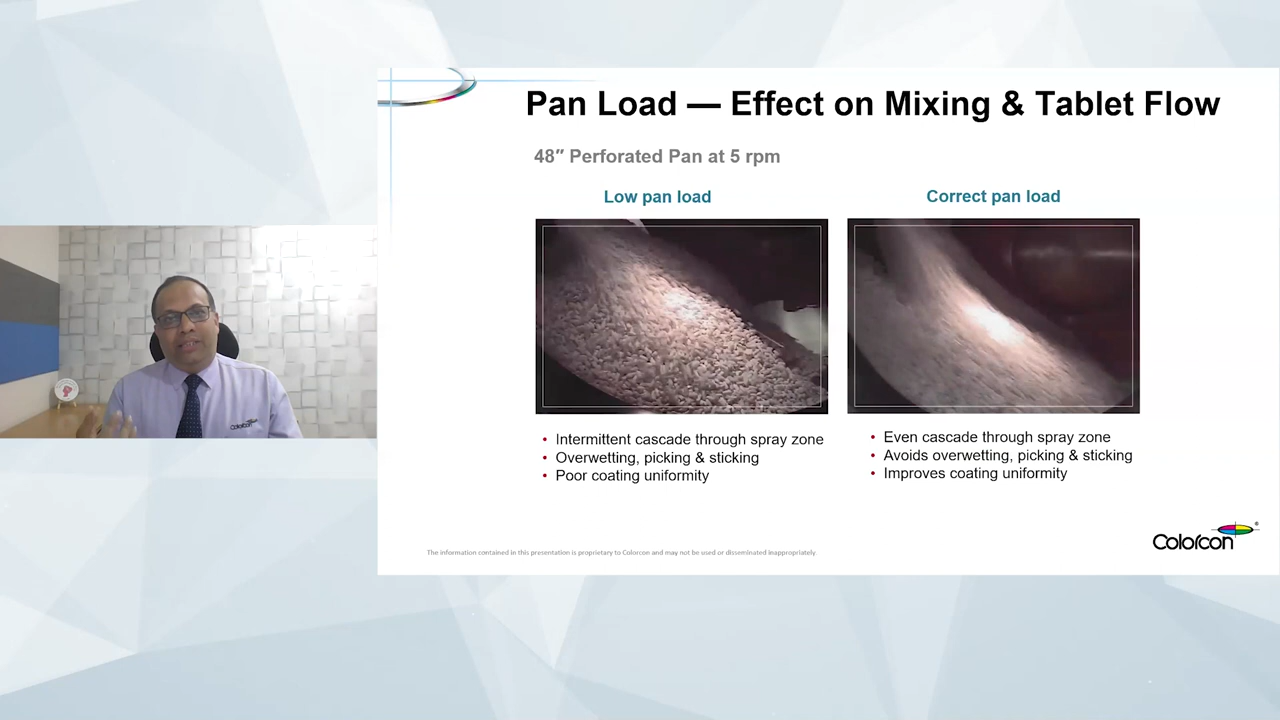 Pan Load — Effect on Mixing & Tablet Flow
48″ Perforated Pan at 5 rpm
Low pan load
Correct pan load
• Intermittent cascade through spray zone
• Overwetting, picking & sticking
• Poor coating uniformity
• Even cascade through spray zone
• Avoids overwetting, picking & sticking
• Improves coating uniformity
Colorcon
The information contained in this presentation is proprietary to Colorcon and may not be used or disseminated inappropriately.
Colorcon®